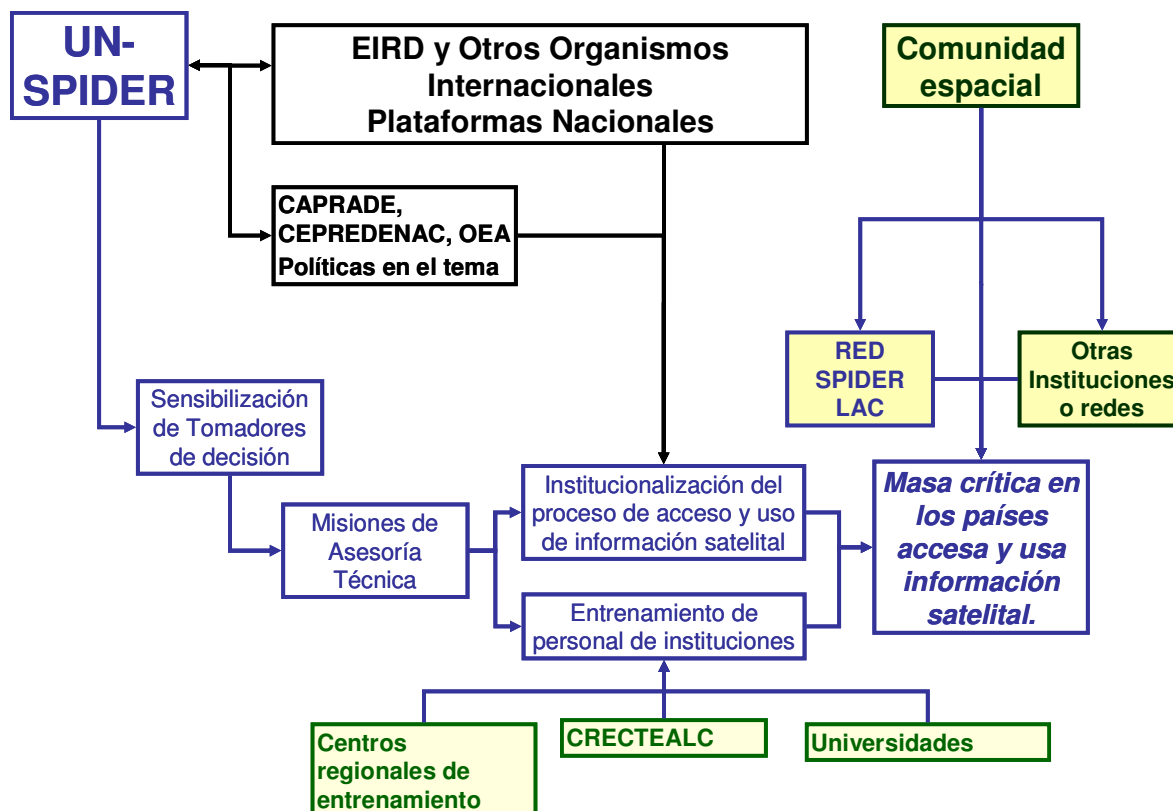 UN-
SPIDER
EIRD y Otros Organismos
Internacionales
Plataformas Nacionales
Comunidad
espacial
CAPRADE,
CEPREDENAC, OEA
Políticas en el tema
RED
SPIDER
LAC
Otras
Instituciones
o redes
Sensibilización
de Tomadores
de decisión
Misiones de
Asesoría
Técnica
Institucionalización del
proceso de acceso y uso
de información satelital
Masa crítica en
los países
accesa y usa
información
satelital.
Entrenamiento de
personal de instituciones
Centros
regionales de
entrenamiento
CRECTEALC
Universidades